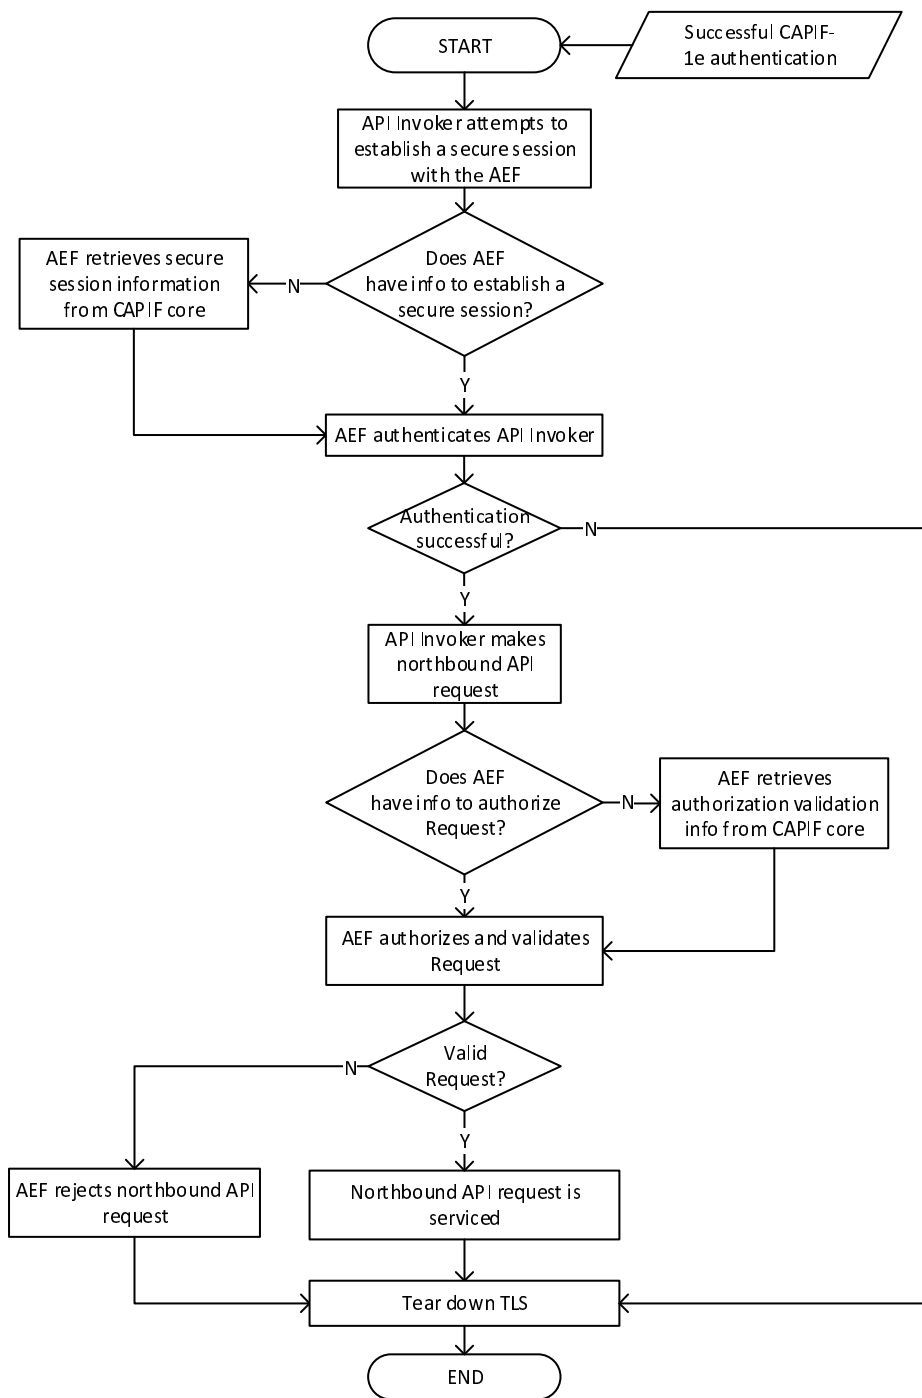 START
Successful CAPIF-
1e authentication
API Invoker attempts to
establish a secure session
with the AEF
Does AEF
have info to establish a
secure session?
N
AEF retrieves secure
session information
from CAPIF core
Y
AEF authenticates API Invoker
Authentication
successful?
N
Y
API Invoker makes
northbound API
request
Does AEF
have info to authorize
Request?
N
AEF retrieves
authorization validation
info from CAPIF core
Y
AEF authorizes and validates
Request
Valid
Request?
N
Y
AEF rejects northbound API
request
Northbound API request is
serviced
Tear down TLS
END